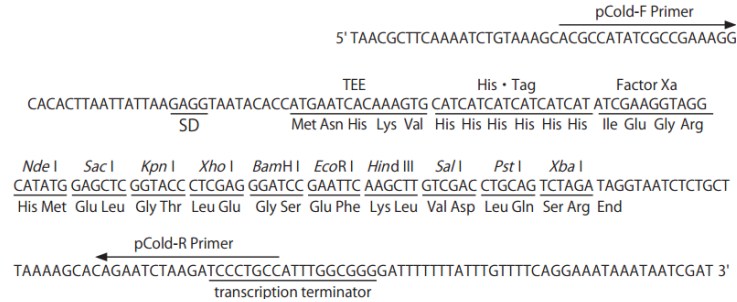 pCold-F Primer
5' TAACGCTTCAAAATCTGTAAAGCACGCCATATCGCCGAAAGG
TEE His • Tag Factor Xa
CACACTTAATTATTAAGAGGTAATACACCATGAATCACAAAGTG CATCATCATCATCATCAT ATCGAAGGTAGG
SD Met Asn His Lys Val His His His His His His Ile Glu Gly Arg
Nde I Sac I Kpn I Xho I BamH I EcoR I Hind III Sal I Pst I Xba I
CATATG GAGCTC GGTACC CTCGAG GGATCC GAATTC AAGCTT GTCGAC CTGCAG TCTAGA TAGGTAATCTCTGCT
His Met Glu Leu Gly Thr Leu Glu Gly Ser Glu Phe Lys Leu Val Asp Leu Gln Ser Arg End
pCold-R Primer
TAAAAGCACAGAATCTAAGATCCCTGCCATTTGGCGGGGATTTTTTTATTTGTTTTCAGGAAATAAATAATCGAT 3'
transcription terminator